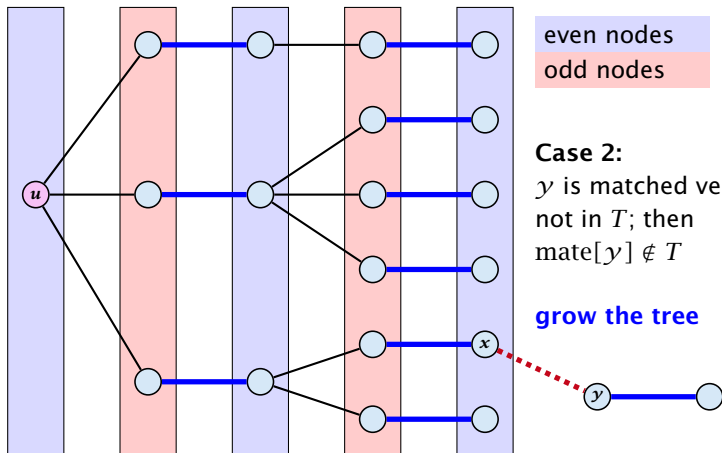 even nodes
odd nodes
u
Case 2:
y is matched ve
not in T; then
mate[y] ∉ T
grow the tree
x
y